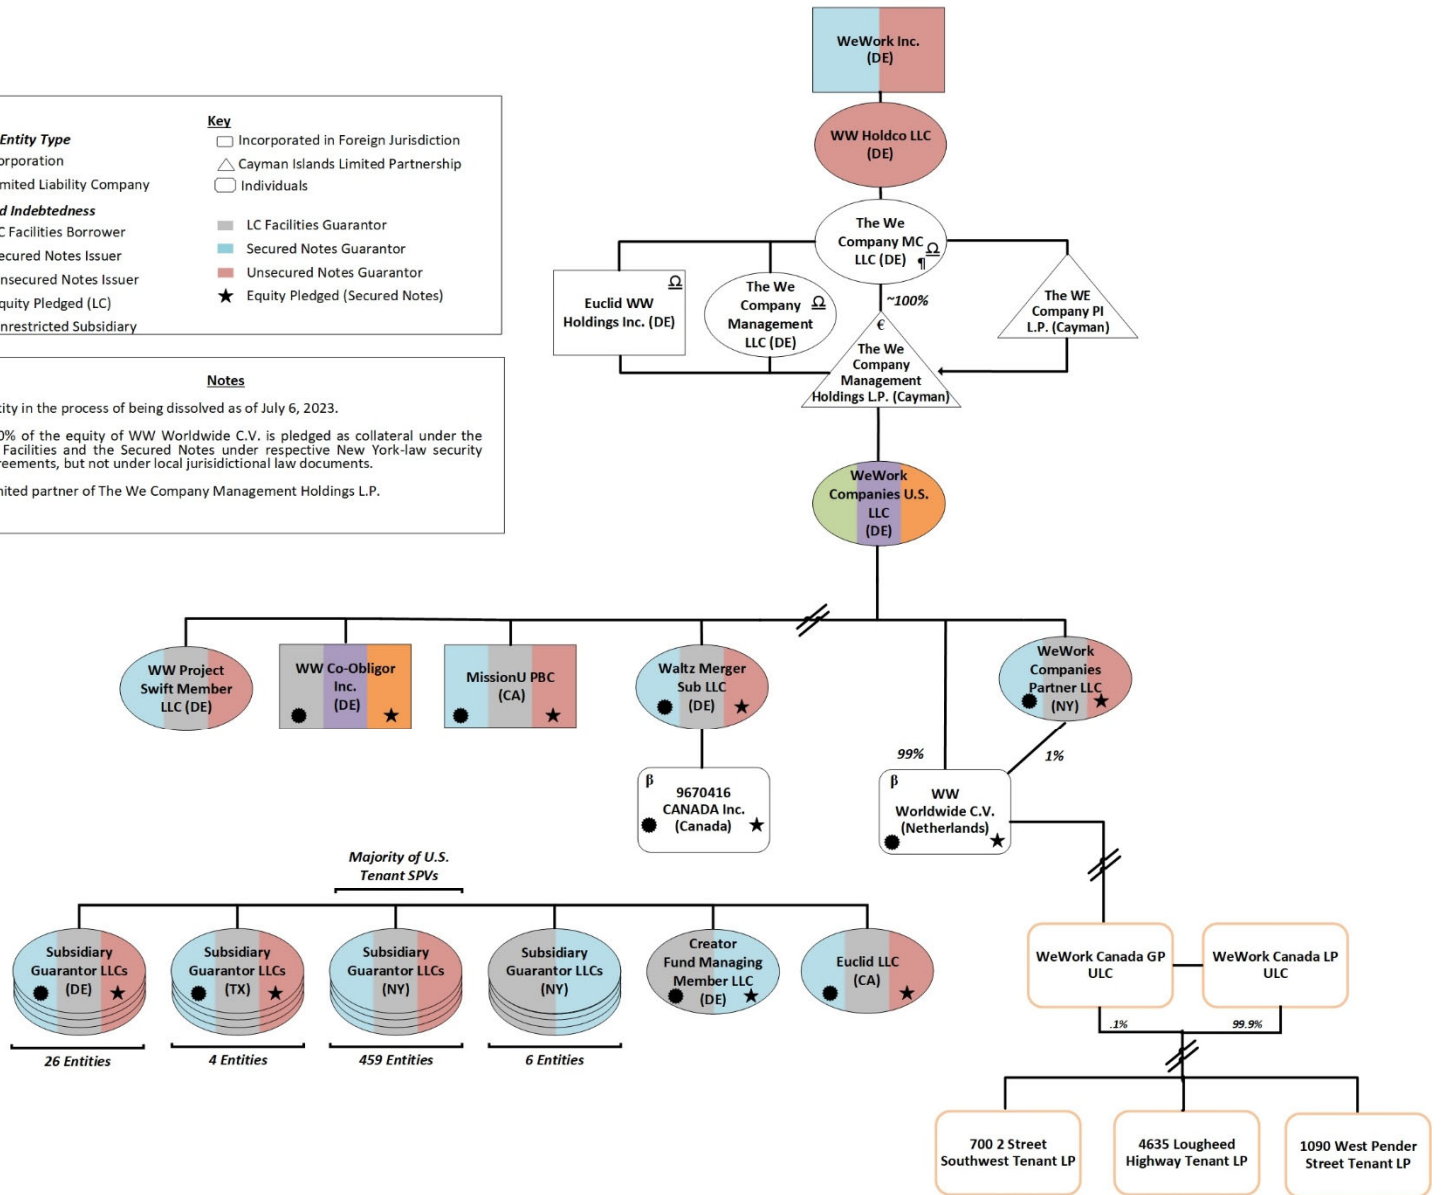 WeWork Inc.
(DE)
WW Holdco LLC
(DE)
The We
Company MC
LLC (DE)
Ω
¶
Key
Entity Type
Incorporated in Foreign Jurisdiction
orporation
Cayman Islands Limited Partnership
mited Liability Company
Individuals
d Indebtedness
LC Facilities Guarantor
C Facilities Borrower
Secured Notes Guarantor
ecured Notes Issuer
Unsecured Notes Guarantor
nsecured Notes Issuer
Equity Pledged (Secured Notes)
quity Pledged (LC)
nrestricted Subsidiary
Euclid WW
Holdings Inc. (DE)
Ω
The We
Company
Management
LLC (DE)
Ω
~100%
€
The We
Company
Management
Holdings L.P. (Cayman)
The WE
Company PI
L.P. (Cayman)
Notes
tity in the process of being dissolved as of July 6, 2023.
0% of the equity of WW Worldwide C.V. is pledged as collateral under the
Facilities and the Secured Notes under respective New York-law security
reements, but not under local jurisidictional law documents.
mited partner of The We Company Management Holdings L.P.
WeWork
Companies U.S.
LLC
(DE)
WW Project
Swift Member
LLC (DE)
WW Co-Obligor
Inc.
(DE)
MissionU PBC
(CA)
Waltz Merger
Sub LLC
(DE)
WeWork
Companies
Partner LLC
(NY)
99%
1%
β
9670416
CANADA Inc.
(Canada)
β
WW
Worldwide C.V.
(Netherlands)
Majority of U.S.
Tenant SPVs
Subsidiary
Guarantor LLCs
(DE)
Subsidiary
Guarantor LLCs
(TX)
Subsidiary
Guarantor LLCs
(NY)
Subsidiary
Guarantor LLCs
(NY)
Creator
Fund Managing
Member LLC
(DE)
Euclid LLC
(CA)
26 Entities
4 Entities
459 Entities
6 Entities
WeWork Canada GP
ULC
WeWork Canada LP
ULC
.1%
99.9%
700 2 Street
Southwest Tenant LP
4635 Lougheed
Highway Tenant LP
1090 West Pender
Street Tenant LP